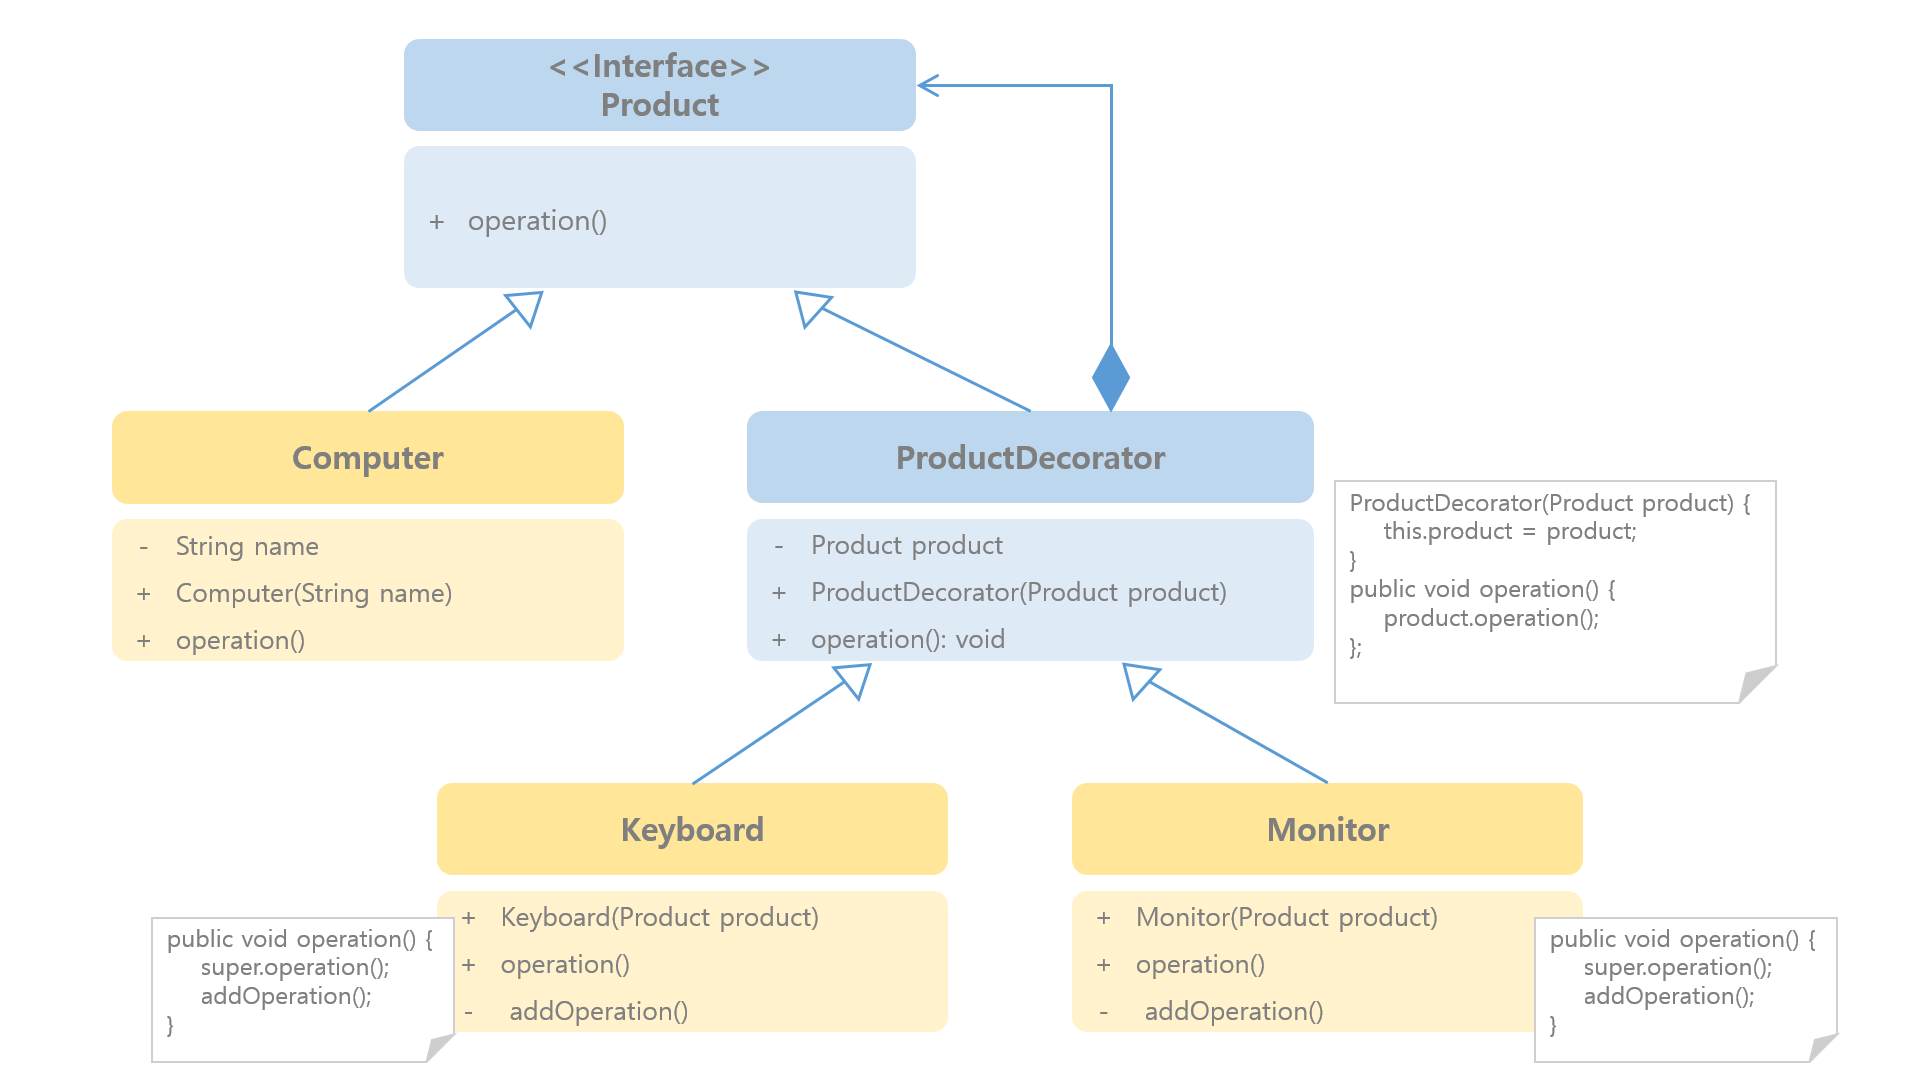 <<Interface>>
Product
+ operation()
Computer
- String name
+ Computer(String name)
+ operation()
ProductDecorator
- Product product
+ ProductDecorator(Product product)
+ operation(): void
ProductDecorator(Product product) {
this.product = product;
}
public void operation() {
product.operation();
};
Keyboard
+ Keyboard(Product product)
+ operation()
- addOperation()
public void operation() {
super.operation();
addOperation();
}
Monitor
+ Monitor(Product product)
+ operation()
- addOperation()
public void operation() {
super.operation();
addOperation();
}